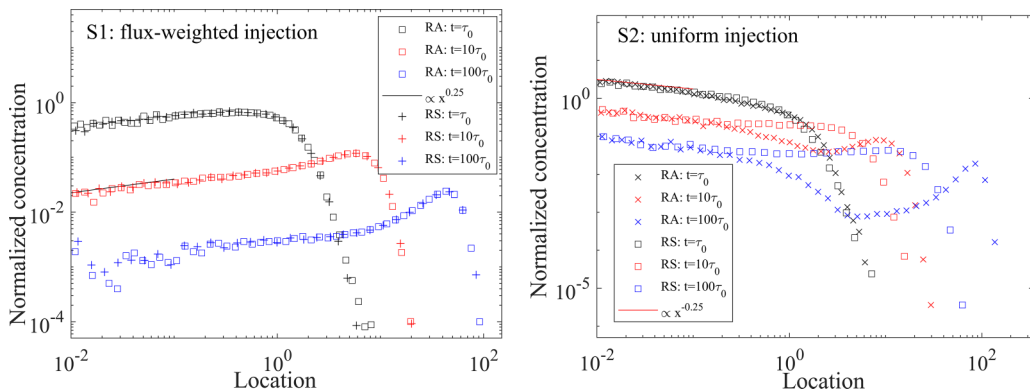 S1: flux-weighted injection
RA: t=τ0
RA: t=10τ0
RA: t=100τ0
∝ x^0.25
RS: t=τ0
RS: t=10τ0
RS: t=100τ0
10^0
10^-2
10^-4
Normalized concentration
10^-2
10^0
10^2
Location
S2: uniform injection
10^0
10^-5
Normalized concentration
RA: t=τ0
RA: t=10τ0
RA: t=100τ0
RS: t=τ0
RS: t=10τ0
RS: t=100τ0
∝ x^-0.25
10^-2
10^0
10^2
Location